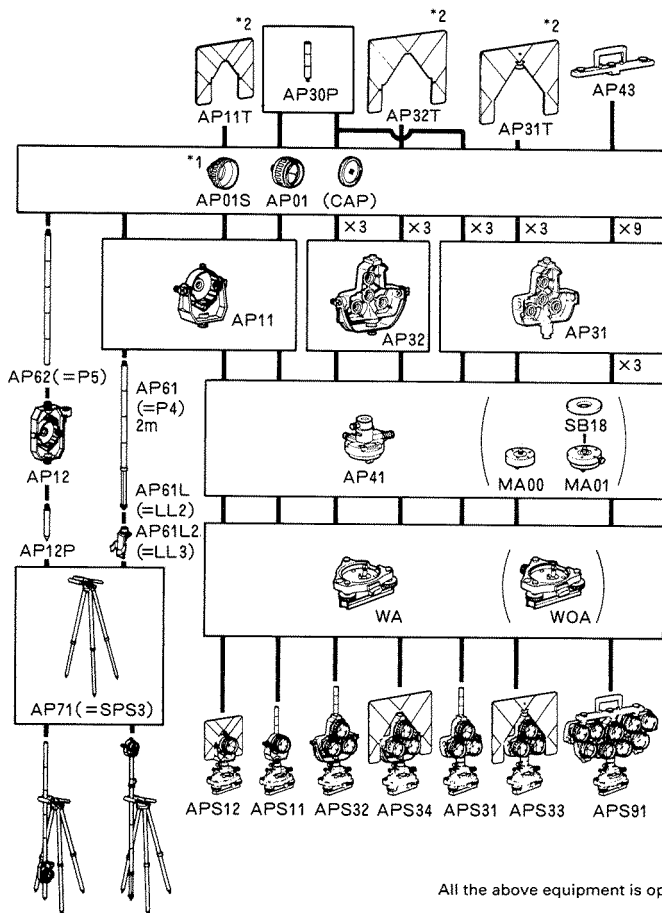 *2 *2 *2
AP30P
AP11T AP32T AP31T AP43
*1
AP01S AP01 (CAP)
×3 ×3 ×3 ×3 ×9
AP11 AP32 AP31
×3
AP62(=P5) AP61
(=P4)
2m
SB18
AP12 AP41
MA00 MA01
AP61L
(=LL2)
AP12P AP61L2
(=LL3)
WA WOA
AP71(=SPS3)
APS12 APS11 APS32 APS34 APS31 APS33 APS91
All the above equipment is op